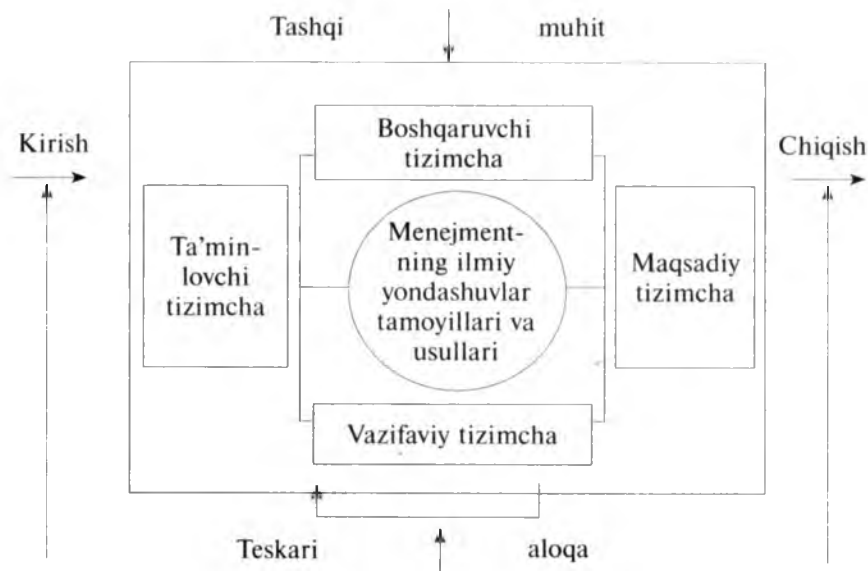 Tashqi muhit
Boshqaruvchi
tizimcha
Kirish
Chiqish
Ta’min-
lovchi
tizimcha
Menejment-
ning ilmiy
yondashuvlar
tamoyillari va
usullari
Maqsadiy
tizimcha
Vazifaviy tizimcha
Teskari aloqa